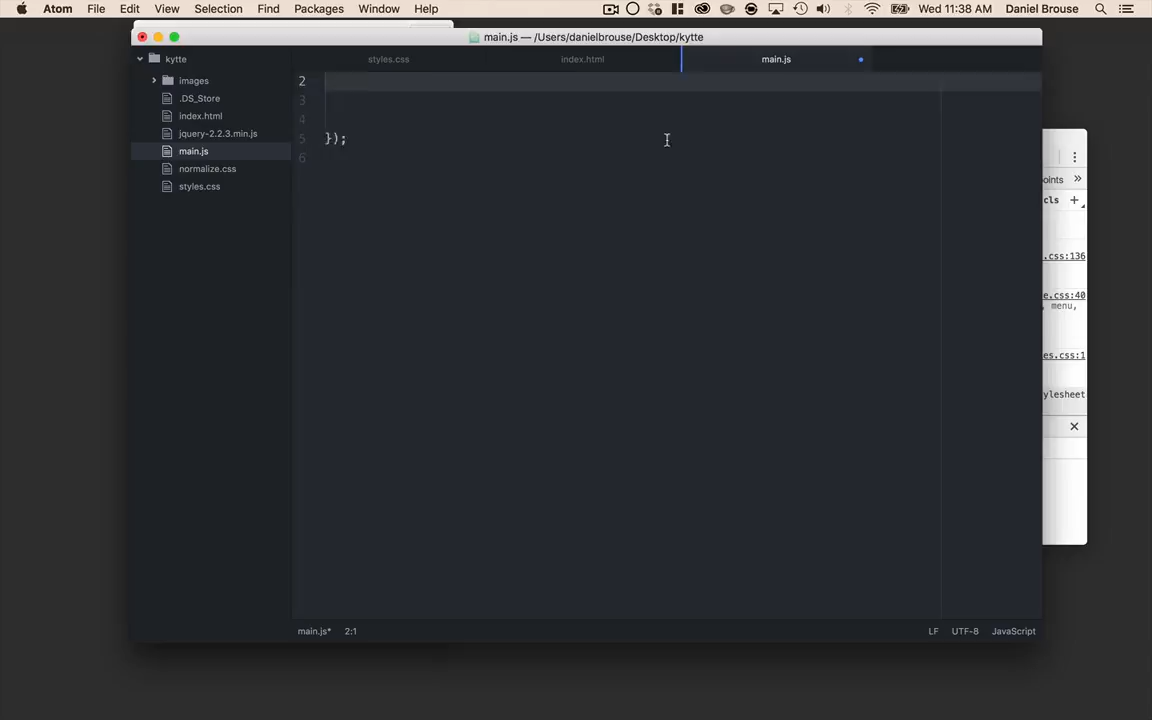 Atom File Edit View Selection Find Packages Window Help Wed 11:38 AM Daniel Brouse
main.js — /Users/danielbrouse/Desktop/kytte
kytte
styles.css
index.html
main.js
images
.DS_Store
index.html
jquery-2.2.3.min.js
main.js
normalize.css
styles.css
2
3
4
5 });
6
points
cls
.css:136
e.css:40
, menu,
es.css:1
ylesheet
main.js* 2:1
LF UTF-8 JavaScript